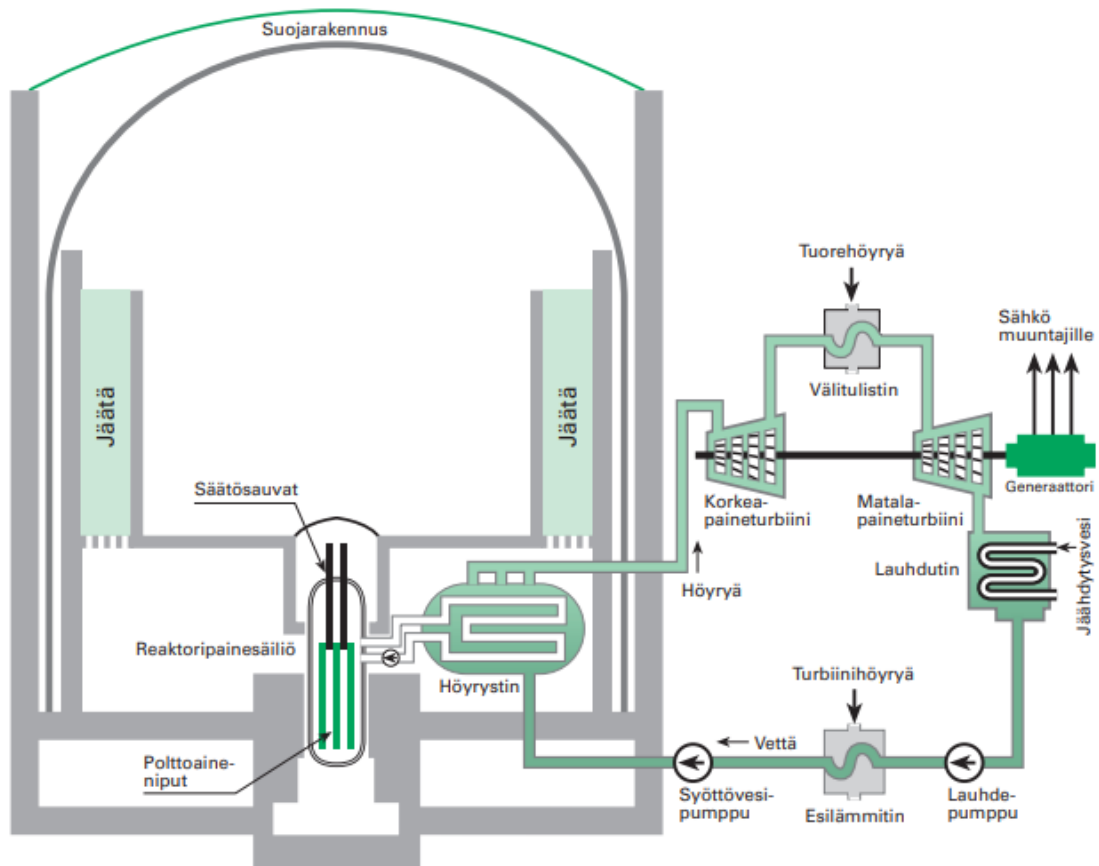 Suojarakennus
Tuorehöyryä
Sähkö
muuntajille
Välitulistin
Jäätä
Jäätä
Säätösauvat
Korkea-
paineturbiini
Matala-
paineturbiini
Generaattori
Lauhdutin
Jäähdytysvesi
Höyryä
Reaktoripainesäiliö
Höyrystin
Turbiinihöyryä
Vettä
Polttoaine-
niput
Syöttövesi-
pumppu
Esilämmitin
Lauhde-
pumppu